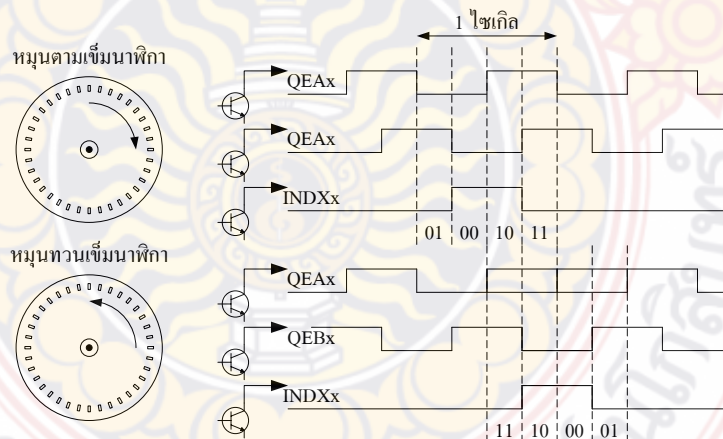 1 ไซเกิล
หมุนตามเข็มนาฬิกา
QEAx
QEAx
INDXx
01 00 10 11
หมุนทวนเข็มนาฬิกา
QEAx
QEBx
INDXx
11 10 00 01